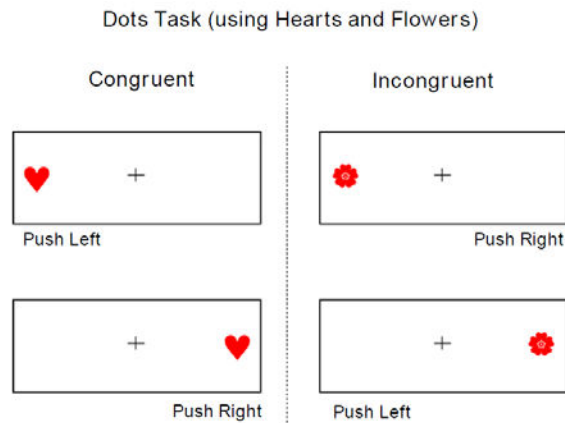 Dots Task (using Hearts and Flowers)
Congruent
Incongruent
Push Left
Push Right
Push Right
Push Left